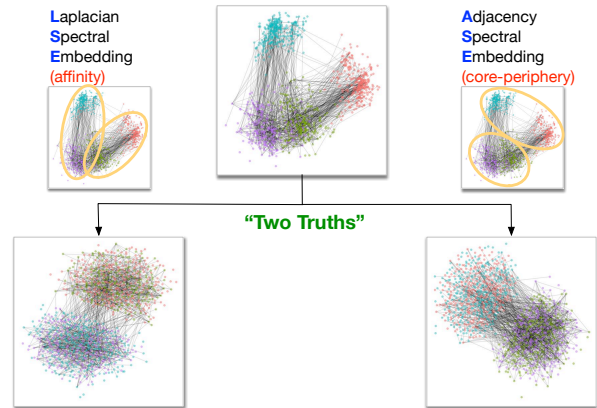 Laplacian
Spectral
Embedding
(affinity)
Adjacency
Spectral
Embedding
(core-periphery)
“Two Truths”